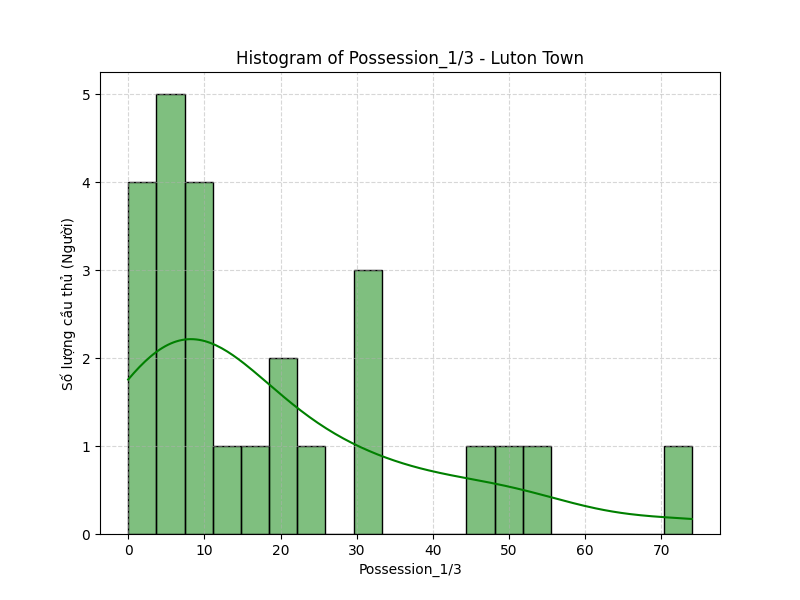 Histogram of Possession_1/3 - Luton Town
5
4
3
2
1
0
Số lượng cầu thủ (Người)
0 10 20 30 40 50 60 70
Possession_1/3